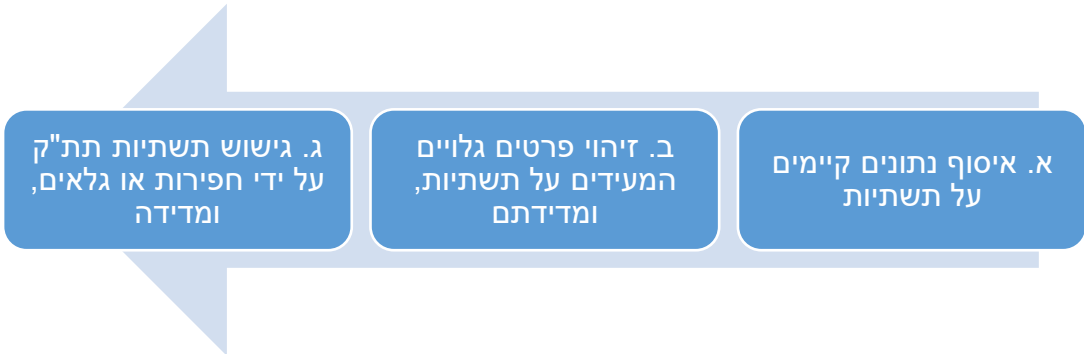 א. איסוף נתונים קיימים
על תשתיות
ב. זיהוי פרטים גלויים
המעידים על תשתיות,
ומדידתם
ג. גישוש תשתיות תת"ק
על ידי חפירות או גלאים,
ומדידה